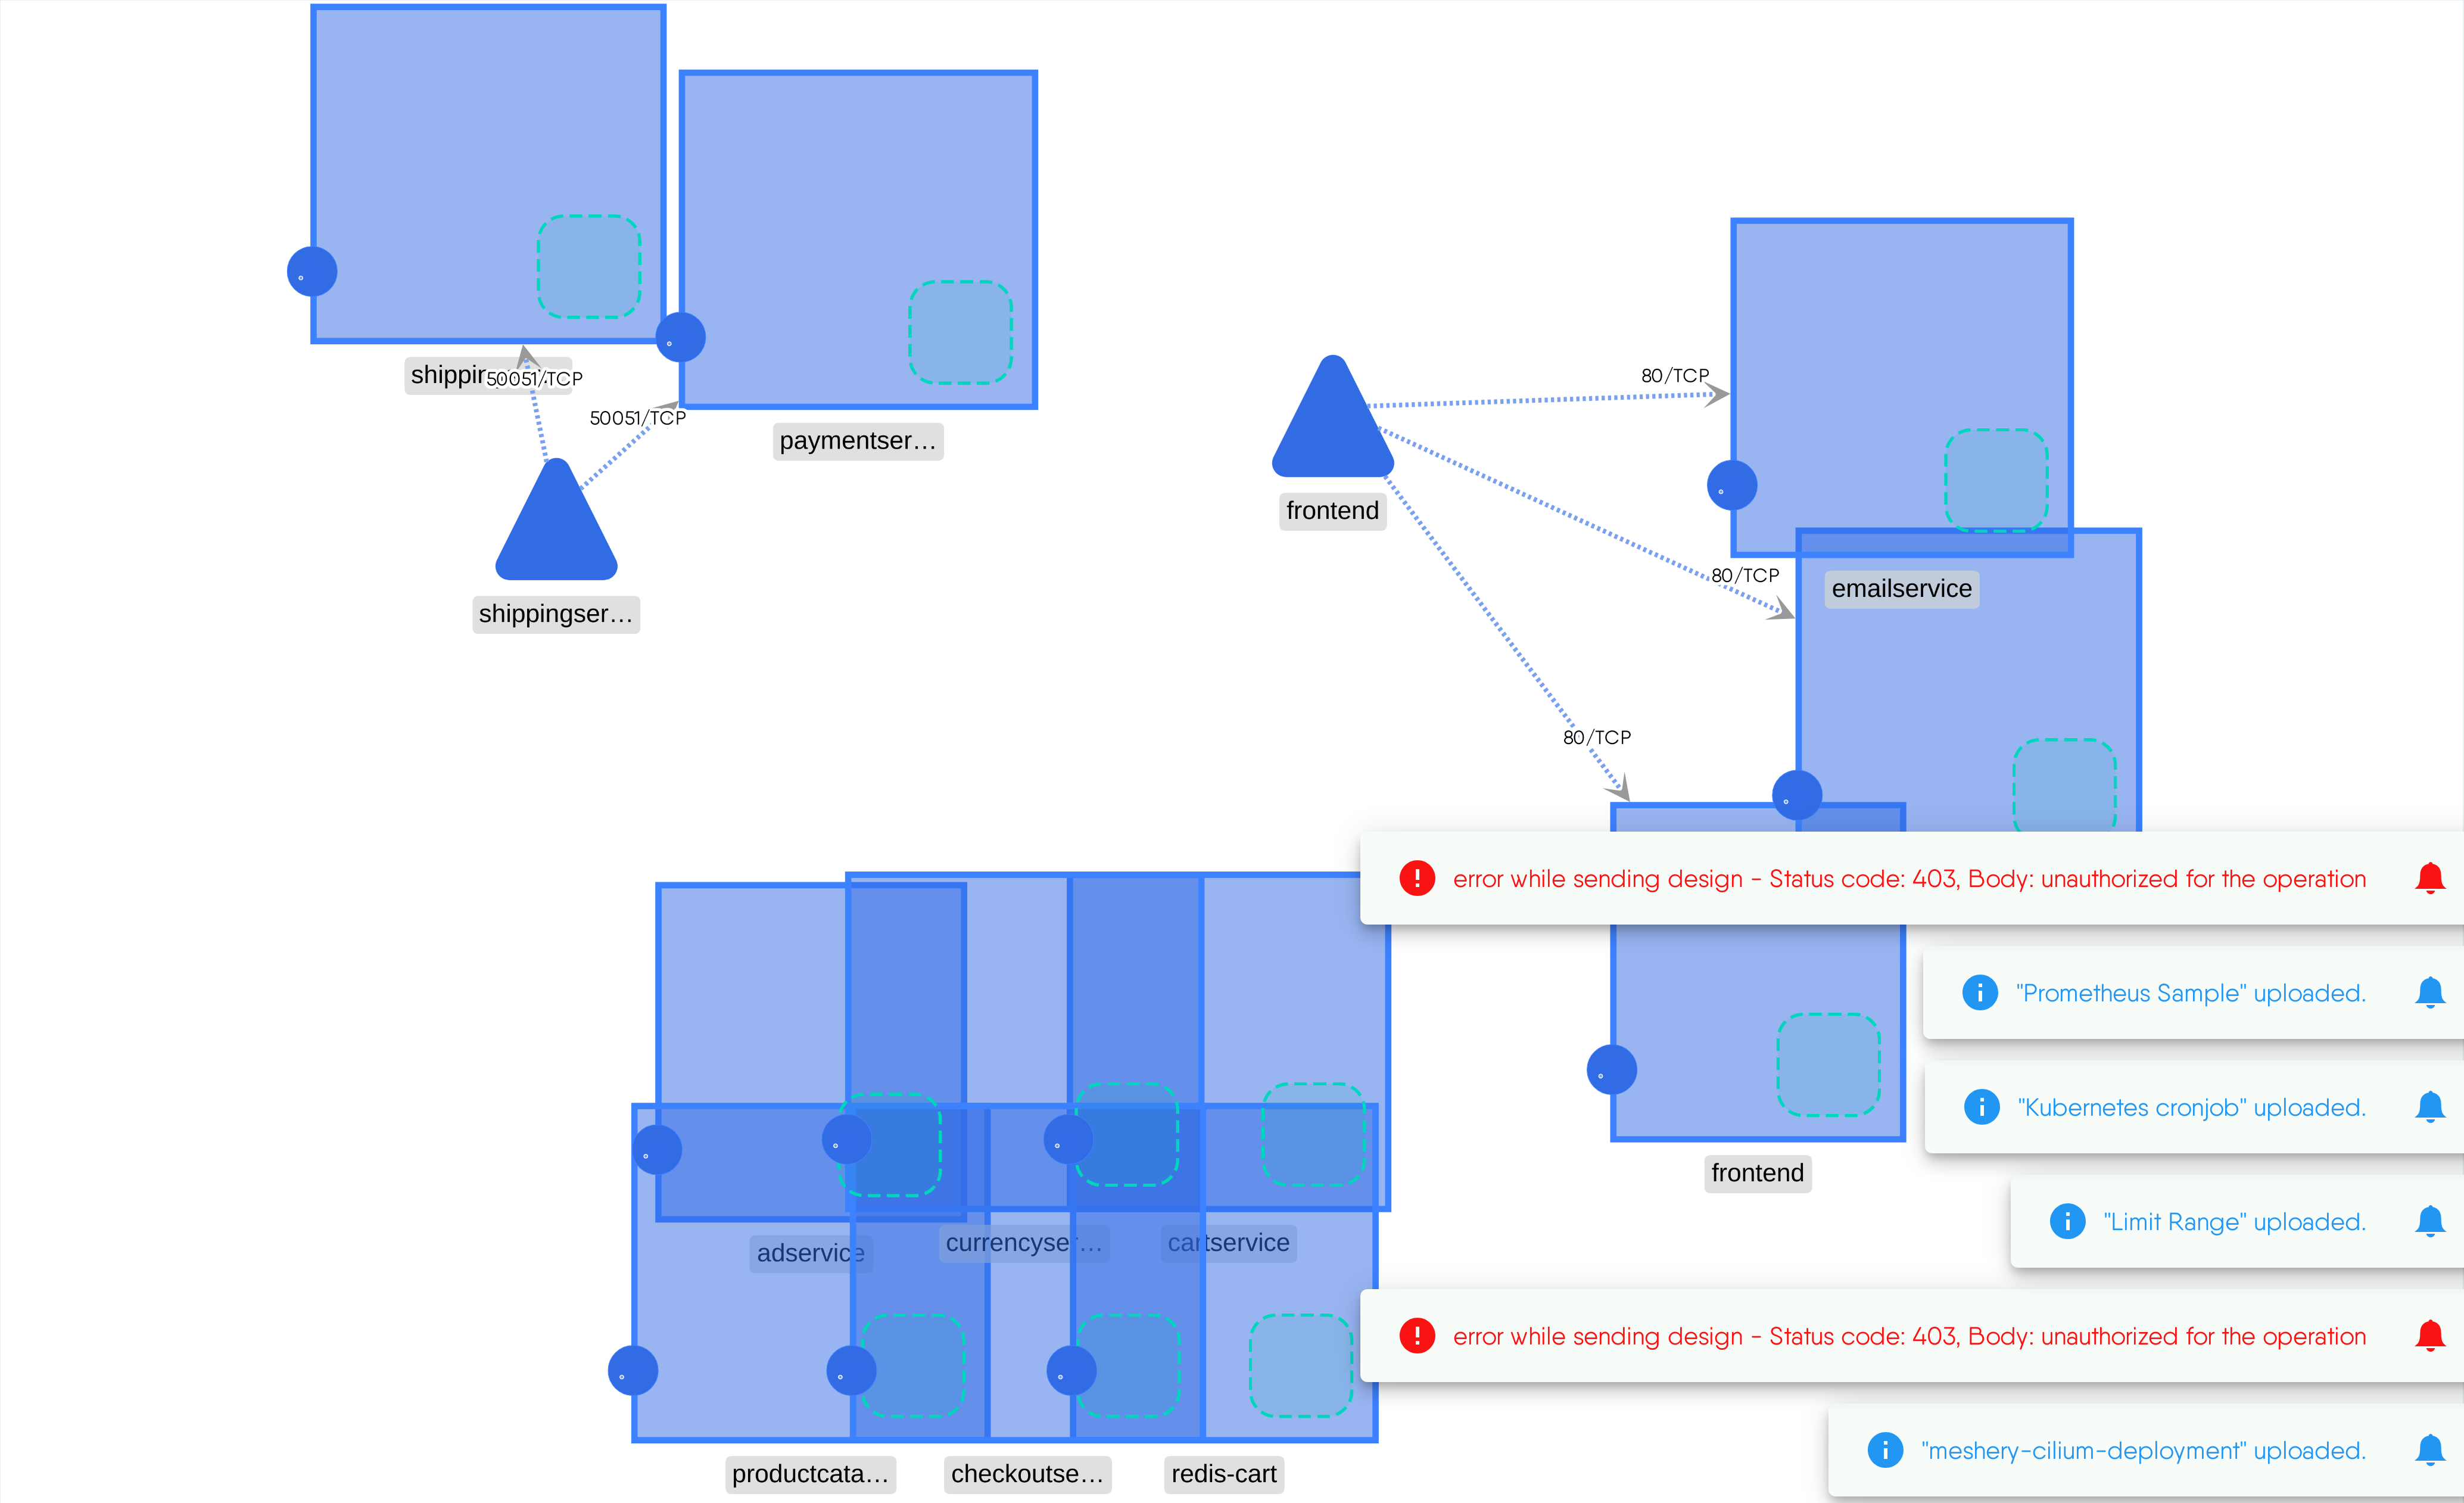 shippin
50051/TCP
50051/TCP
paymentser...
shippingser...
80/TCP
frontend
80/TCP
emailservice
80/TCP
error while sending design - Status code: 403, Body: unauthorized for the operation
"Prometheus Sample" uploaded.
"Kubernetes cronjob" uploaded.
frontend
"Limit Range" uploaded.
adservice
currencyser...
cartservice
error while sending design - Status code: 403, Body: unauthorized for the operation
"meshery-cilium-deployment" uploaded.
productcata...
checkoutse...
redis-cart